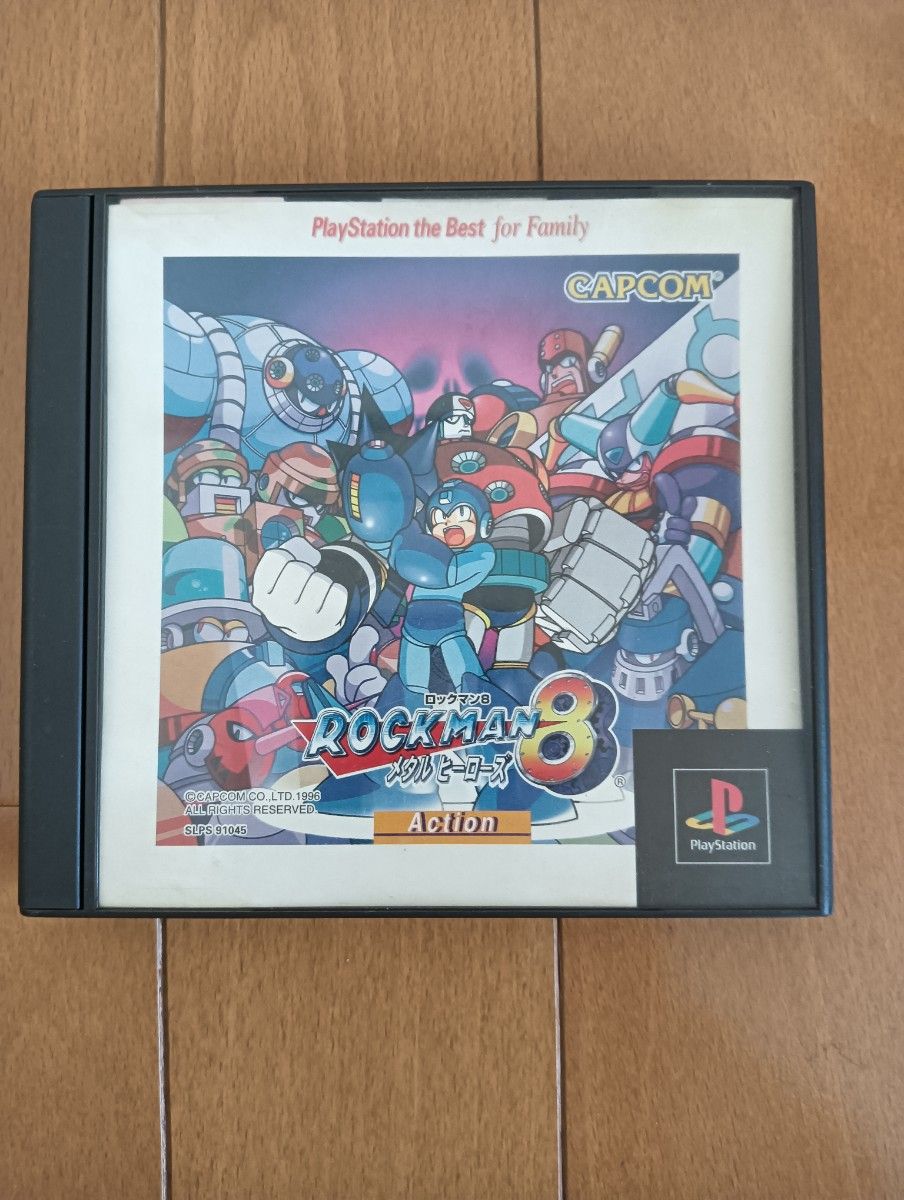 PlayStation the Best for Family
CAPCOM®
ロックマン8
ROCKMAN 8
メタルヒーローズ
®
©CAPCOM CO.,LTD.1996
ALL RIGHTS RESERVED.
SLPS 91045
Action
PlayStation